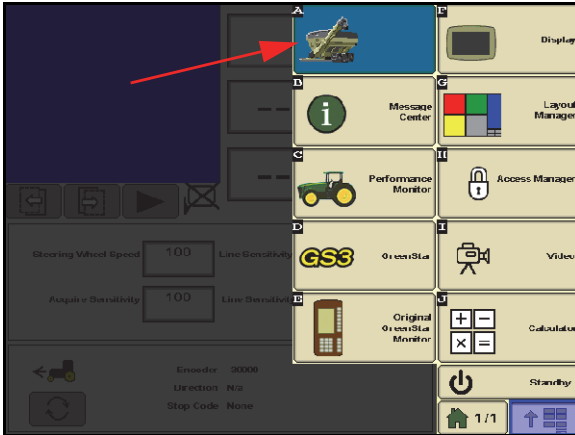 A
F
Display
B
Message
Center
G
Layout
Manager
C
Performance
Monitor
H
Access Manager
D
GS3
GreenStar
I
Video
E
Original
GreenStar
Monitor
J
Calculator
Standby
1/1
Steering Wheel Speed
100
Line Sensitivity
Acquire Sensitivity
100
Line Sensitivity
Encoder 00000
Direction N/a
Stop Code None